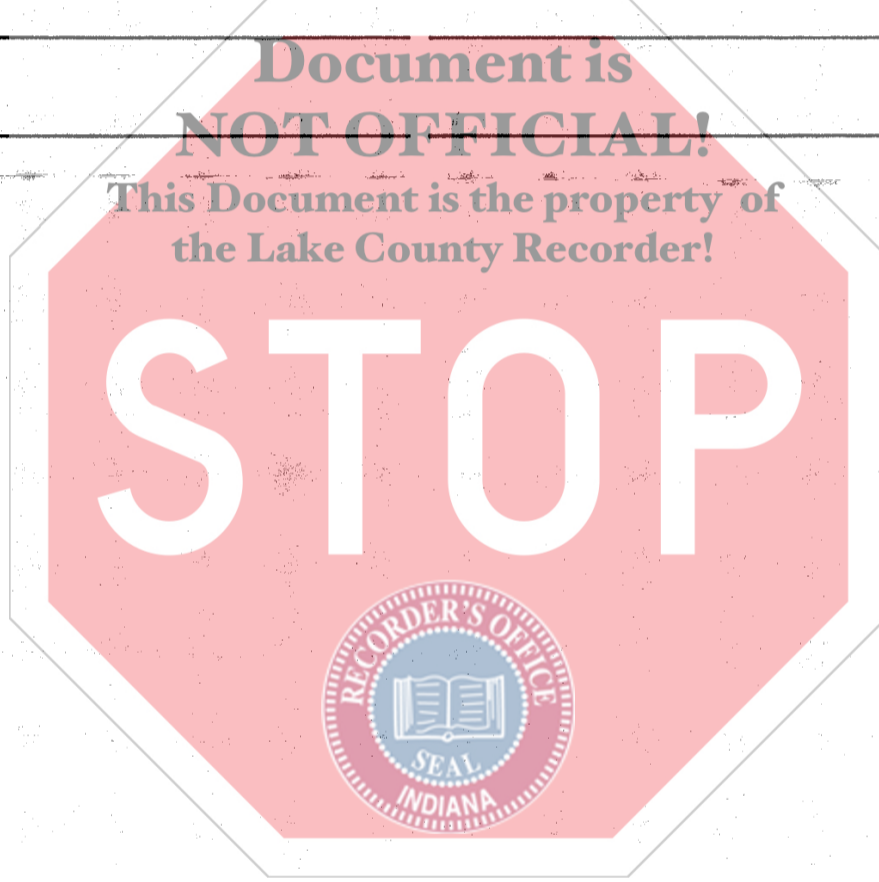 Document is
NOT OFFICIAL!
This Document is the property of
the Lake County Recorder!
STOP
RECORDER'S OFFICE
SEAL
INDIANA